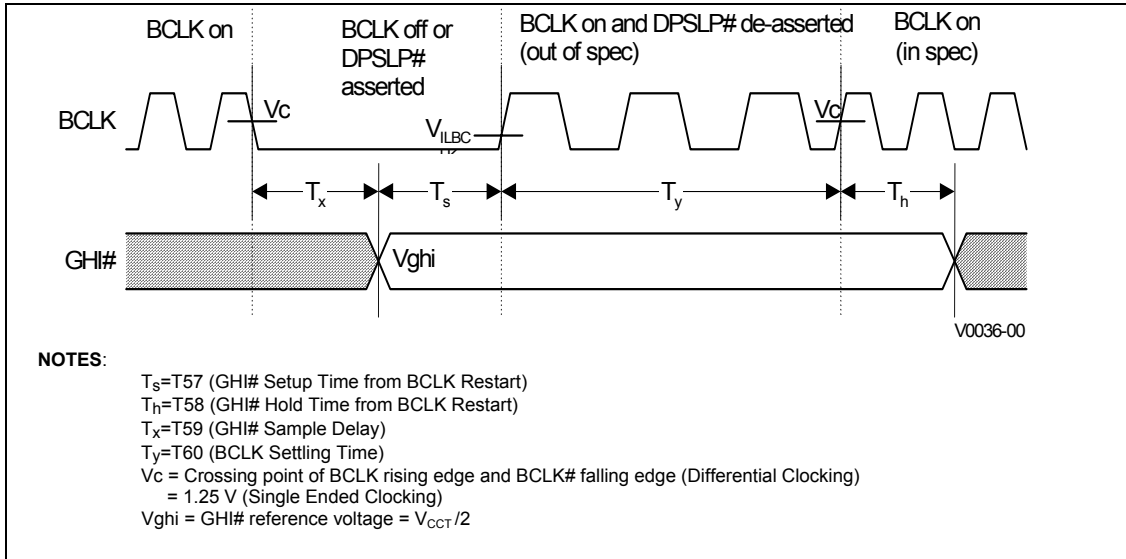 BCLK on
BCLK off or
DPSLP#
asserted
BCLK on and DPSLP# de-asserted
(out of spec)
BCLK on
(in spec)
BCLK
Vc
VILBC
Vc
Tx
Ts
Ty
Th
GHI#
Vghi
V0036-00
NOTES:
Ts=T57 (GHI# Setup Time from BCLK Restart)
Th=T58 (GHI# Hold Time from BCLK Restart)
Tx=T59 (GHI# Sample Delay)
Ty=T60 (BCLK Settling Time)
Vc = Crossing point of BCLK rising edge and BCLK# falling edge (Differential Clocking)
= 1.25 V (Single Ended Clocking)
Vghi = GHI# reference voltage = VCCT/2